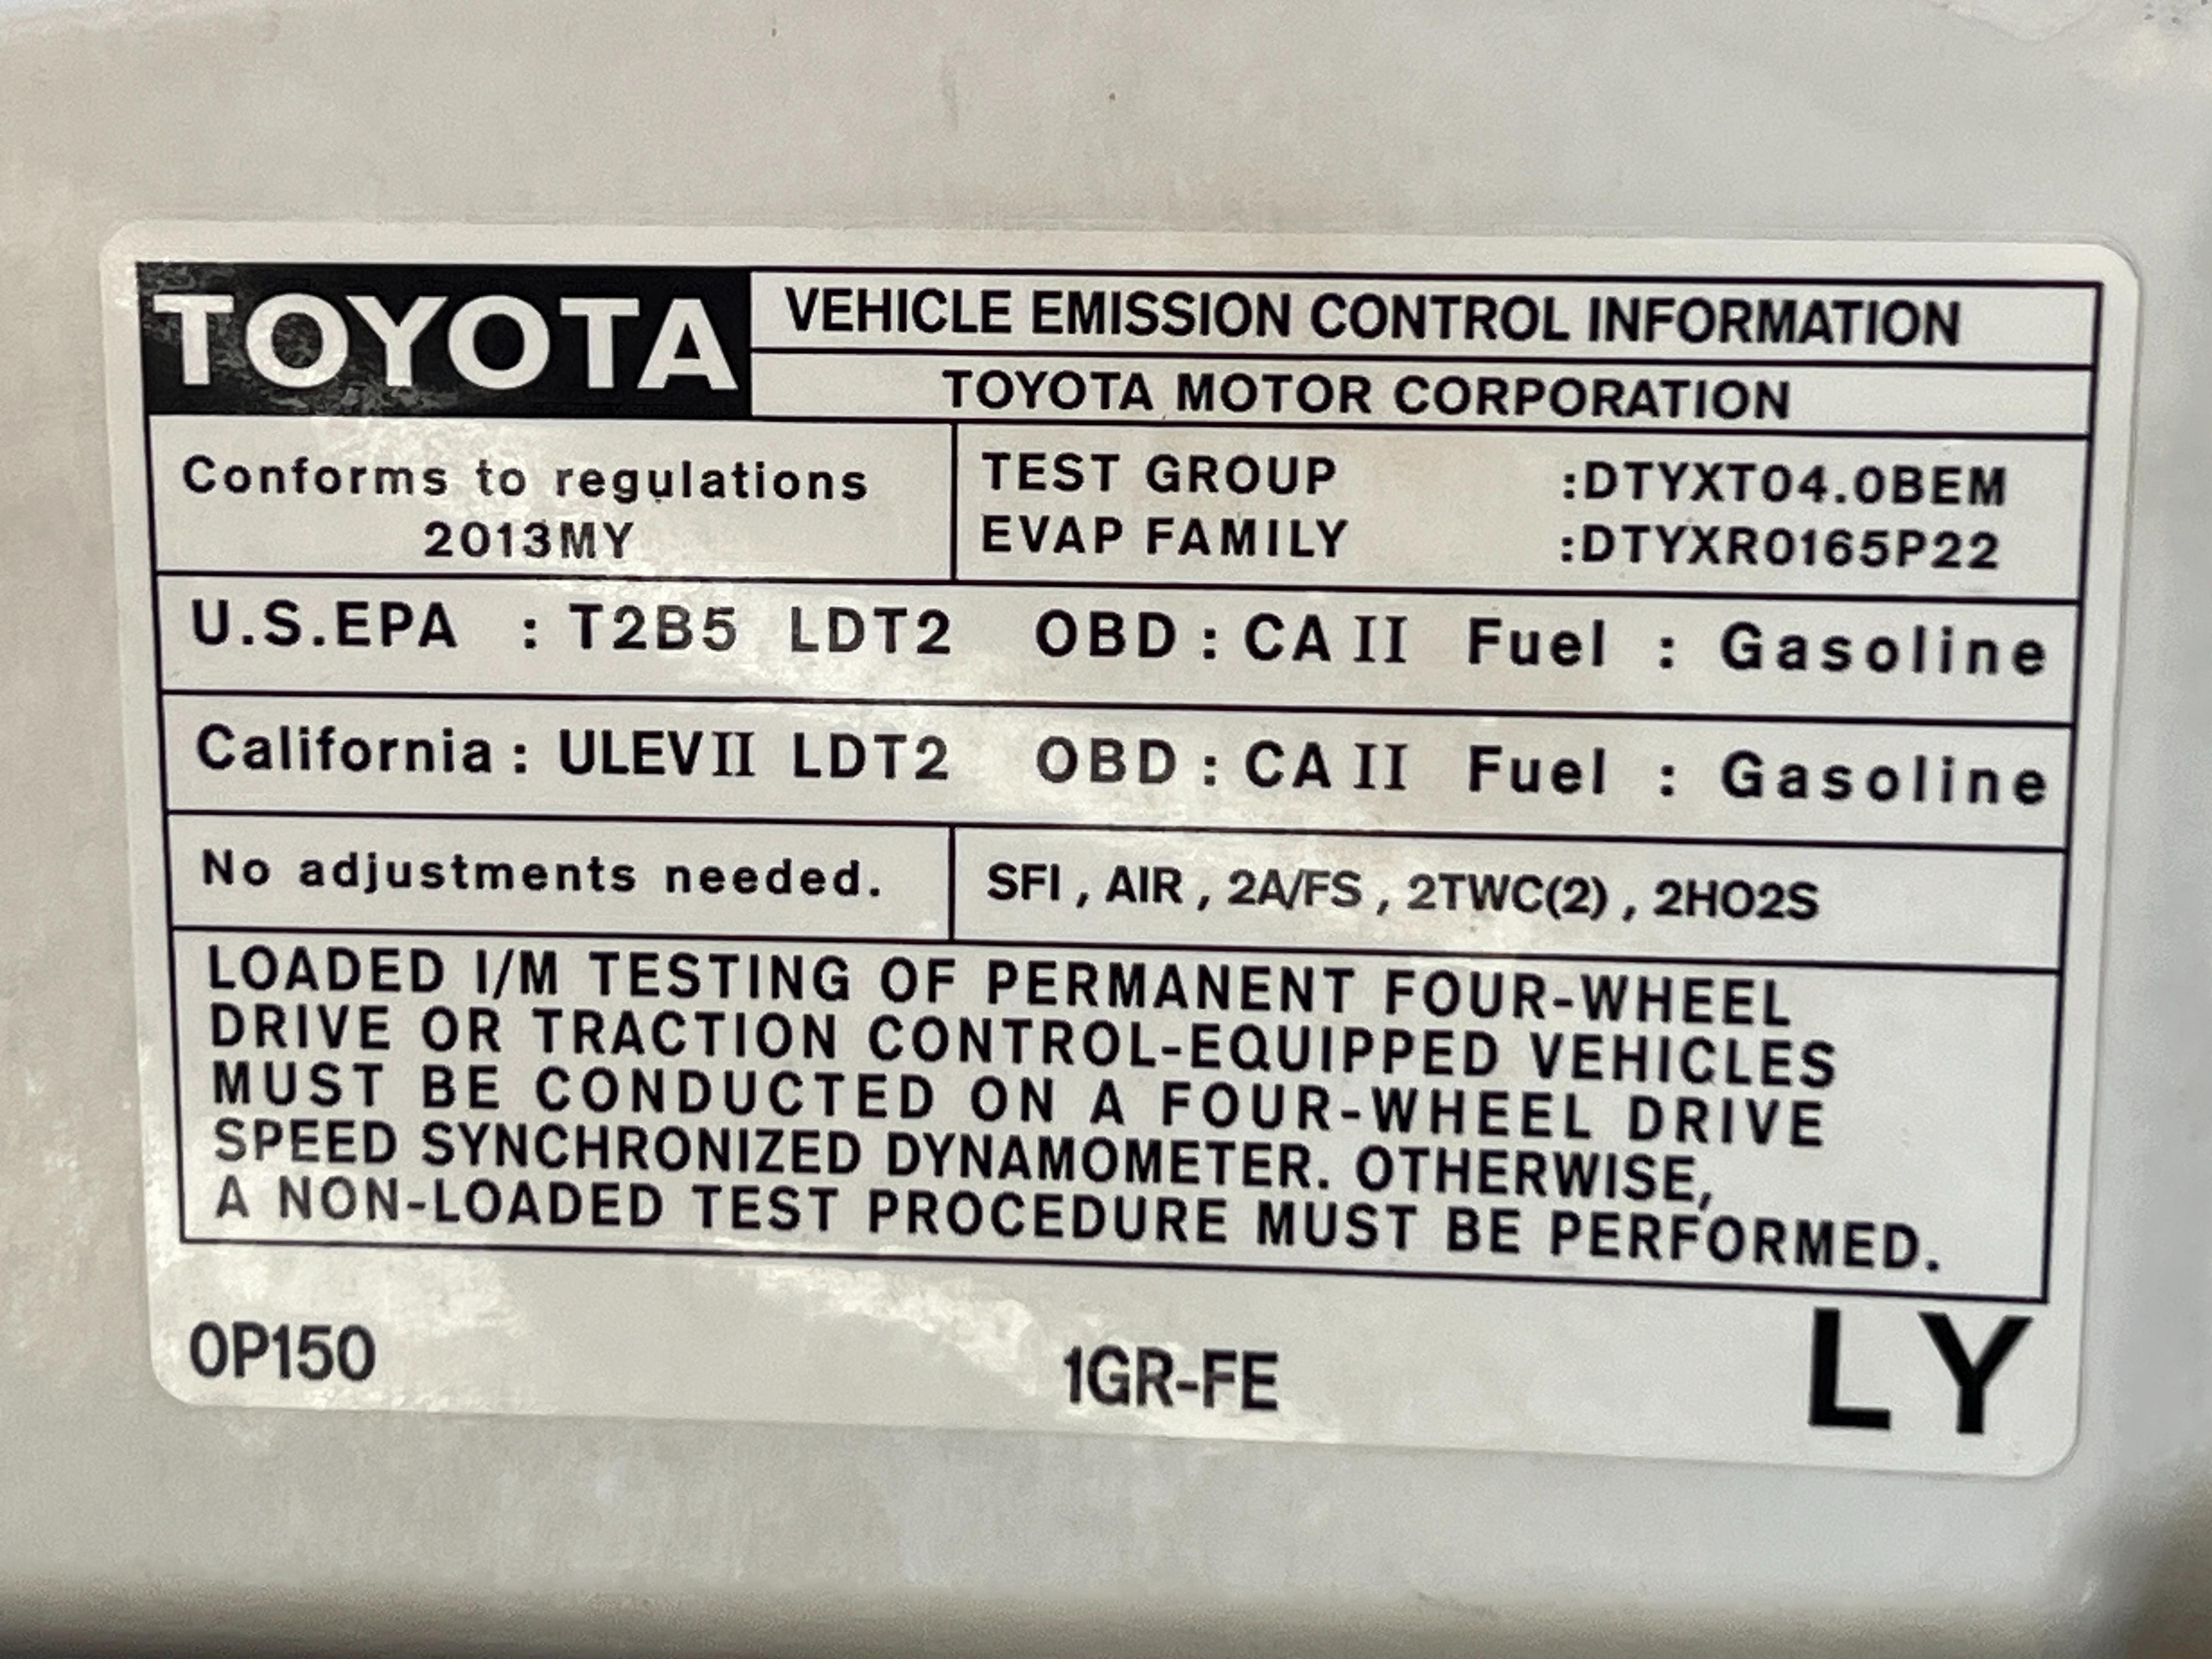 TOYOTA
VEHICLE EMISSION CONTROL INFORMATION
TOYOTA MOTOR CORPORATION
Conforms to regulations
2013MY
TEST GROUP :DTYXT04.0BEM
EVAP FAMILY :DTYXR0165P22
U.S.EPA : T2B5 LDT2 OBD : CA II Fuel : Gasoline
California : ULEV II LDT2 OBD : CA II Fuel : Gasoline
No adjustments needed.
SFI , AIR , 2A/FS , 2TWC(2) , 2HO2S
LOADED I/M TESTING OF PERMANENT FOUR-WHEEL
DRIVE OR TRACTION CONTROL-EQUIPPED VEHICLES
MUST BE CONDUCTED ON A FOUR-WHEEL DRIVE
SPEED SYNCHRONIZED DYNAMOMETER. OTHERWISE,
A NON-LOADED TEST PROCEDURE MUST BE PERFORMED.
0P150 1GR-FE LY